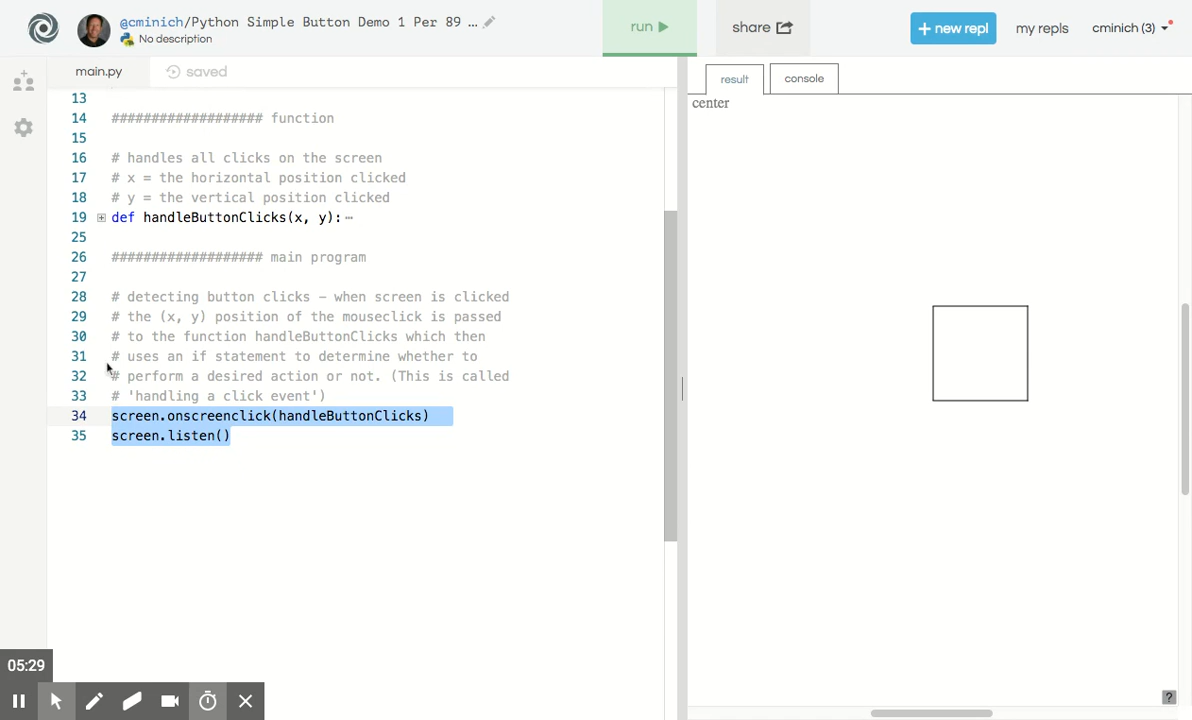 @cminich/Python Simple Button Demo 1 Per 89 ...
No description
run
share
+ new repl
my repls
cminich (3)
main.py
saved
result
console
center
13
14 ################### function
15
16 # handles all clicks on the screen
17 # x = the horizontal position clicked
18 # y = the vertical position clicked
19 def handleButtonClicks(x, y):
25
26 ################### main program
27
28 # detecting button clicks – when screen is clicked
29 # the (x, y) position of the mouseclick is passed
30 # to the function handleButtonClicks which then
31 # uses an if statement to determine whether to
32 # perform a desired action or not. (This is called
33 # 'handling a click event')
34 screen.onscreenclick(handleButtonClicks)
35 screen.listen()
05:29
?